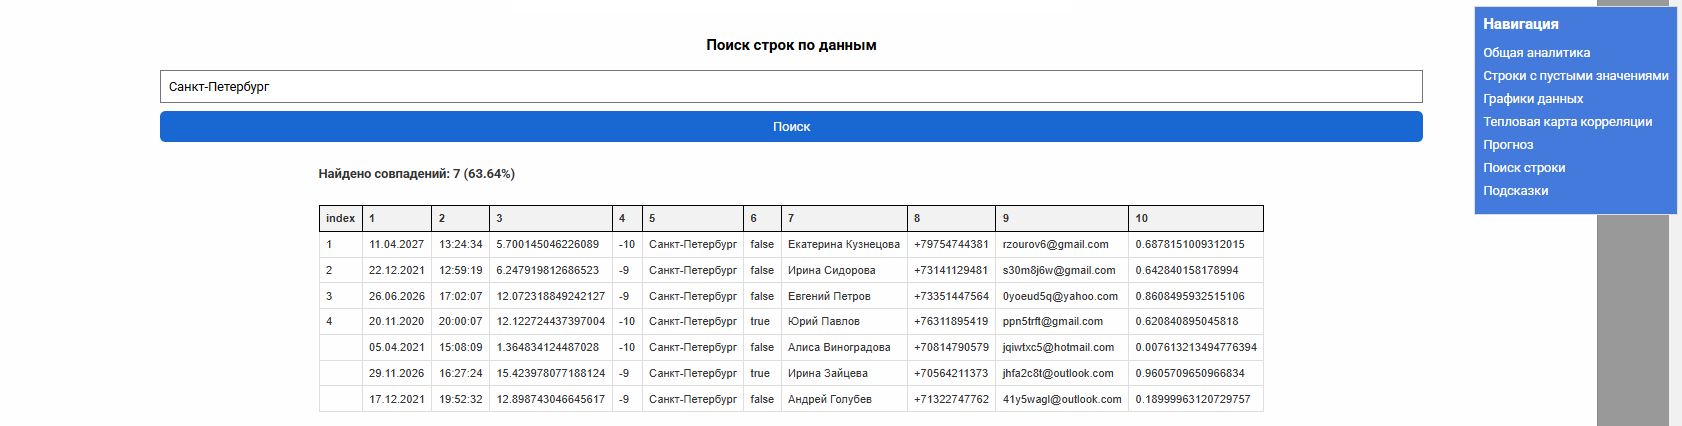 Поиск строк по данным
Санкт-Петербург
Поиск
Найдено совпадений: 7 (63.64%)
index 1 2 3 4 5 6 7 8 9 10
1 11.04.2027 13:24:34 5.700145046226089 -10 Санкт-Петербург false Екатерина Кузнецова +79754744381 rzourov6@gmail.com 0.6878151009312015
2 22.12.2021 12:59:19 6.247919812686523 -9 Санкт-Петербург false Ирина Сидорова +73141129481 s30m8j6w@gmail.com 0.642840158178994
3 26.06.2026 17:02:07 12.072318849242127 -9 Санкт-Петербург false Евгений Петров +73351447564 0yoeud5q@yahoo.com 0.8608495932515106
4 20.11.2020 20:00:07 12.122724437397004 -10 Санкт-Петербург true Юрий Павлов +76311895419 ppn5trft@gmail.com 0.620840895045818
05.04.2021 15:08:09 1.364834124487028 -10 Санкт-Петербург false Алиса Виноградова +70814790579 jqiwtxc5@hotmail.com 0.007613213494776394
29.11.2026 16:27:24 15.423978077188124 -9 Санкт-Петербург true Ирина Зайцева +70564211373 jhfa2c8t@outlook.com 0.9605709650966834
17.12.2021 19:52:32 12.898743046645617 -9 Санкт-Петербург false Андрей Голубев +71322747762 41y5wagl@outlook.com 0.18999963120729757
Навигация
Общая аналитика
Строки с пустыми значениями
Графики данных
Тепловая карта корреляции
Прогноз
Поиск строки
Подсказки